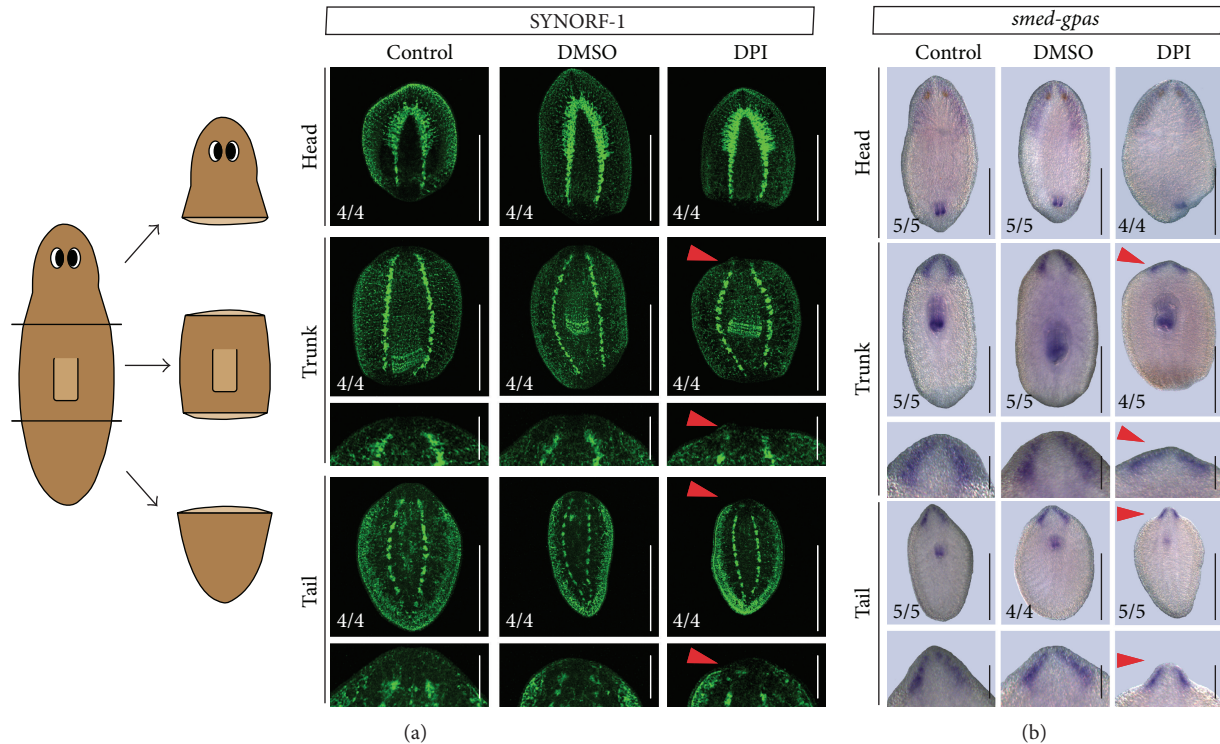 SYNORF-1
Control DMSO DPI
Head
4/4 4/4 4/4
Trunk
4/4 4/4 4/4
Tail
4/4 4/4 4/4
(a)
smed-gpas
Control DMSO DPI
Head
5/5 5/5 4/4
Trunk
5/5 5/5 4/5
Tail
5/5 4/4 5/5
(b)